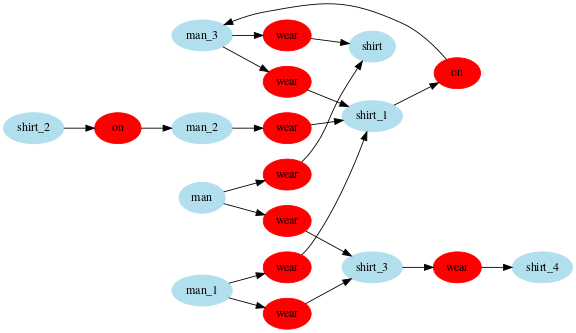 man_3 wear shirt
wear on
shirt_2 on man_2 wear shirt_1
man wear
wear
man_1 wear shirt_3 wear shirt_4
wear